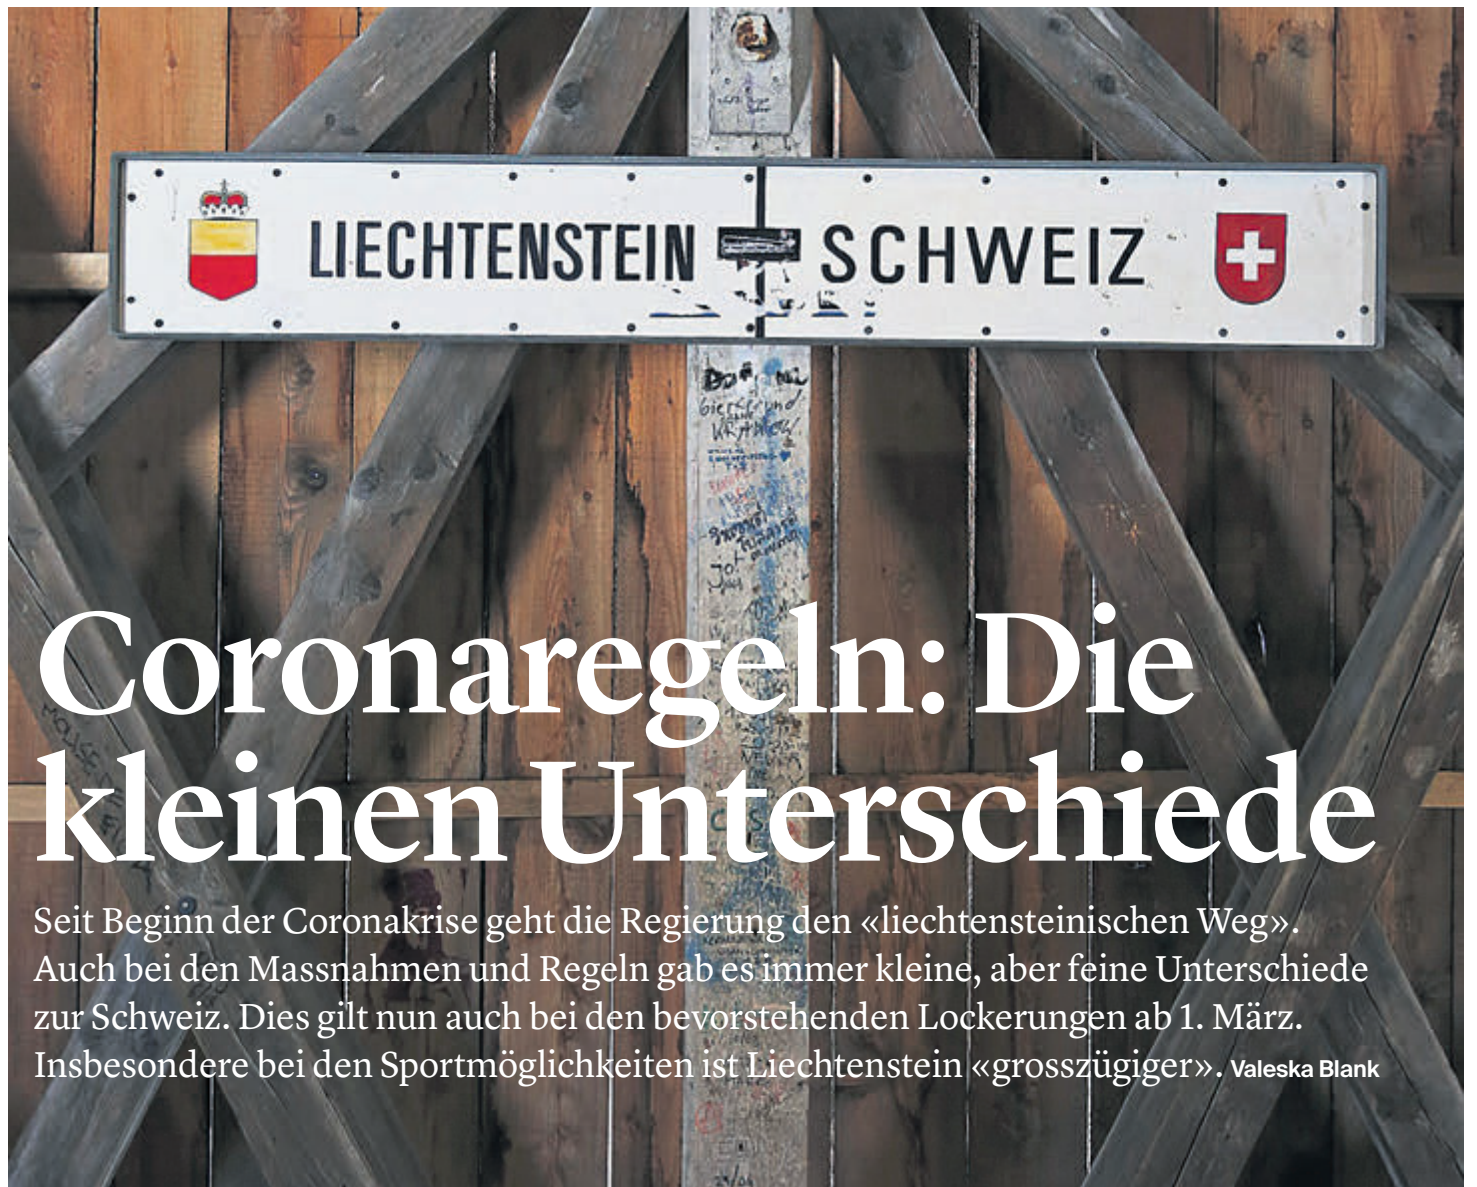 LIECHTENSTEIN SCHWEIZ
Coronaregeln: Die
kleinen Unterschiede
Seit Beginn der Coronakrise geht die Regierung den «liechtensteinischen Weg».
Auch bei den Massnahmen und Regeln gab es immer kleine, aber feine Unterschiede
zur Schweiz. Dies gilt nun auch bei den bevorstehenden Lockerungen ab 1. März.
Insbesondere bei den Sportmöglichkeiten ist Liechtenstein «grosszügiger». Valeska Blank